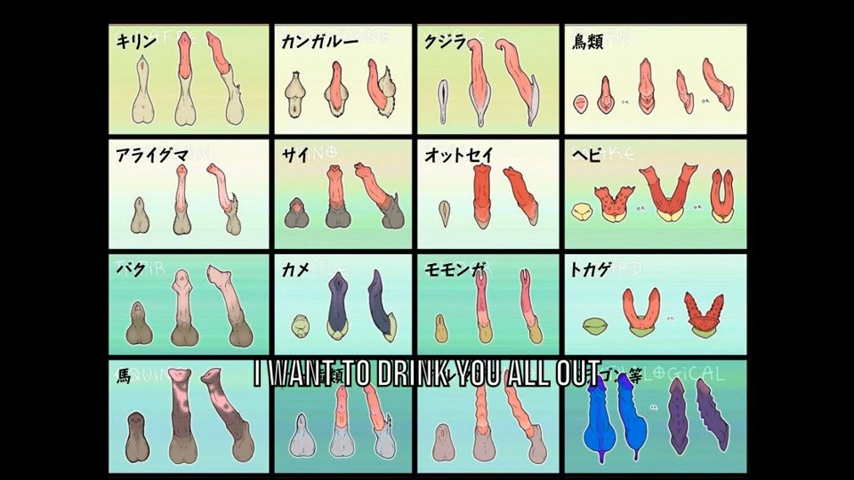 キリン
カンガルー
クジラ
鳥類
アライグマ
サイ
オットセイ
ヘビ
バク
カメ
モモンガ
トカゲ
馬
I WANT TO DRINK YOU ALL OUT